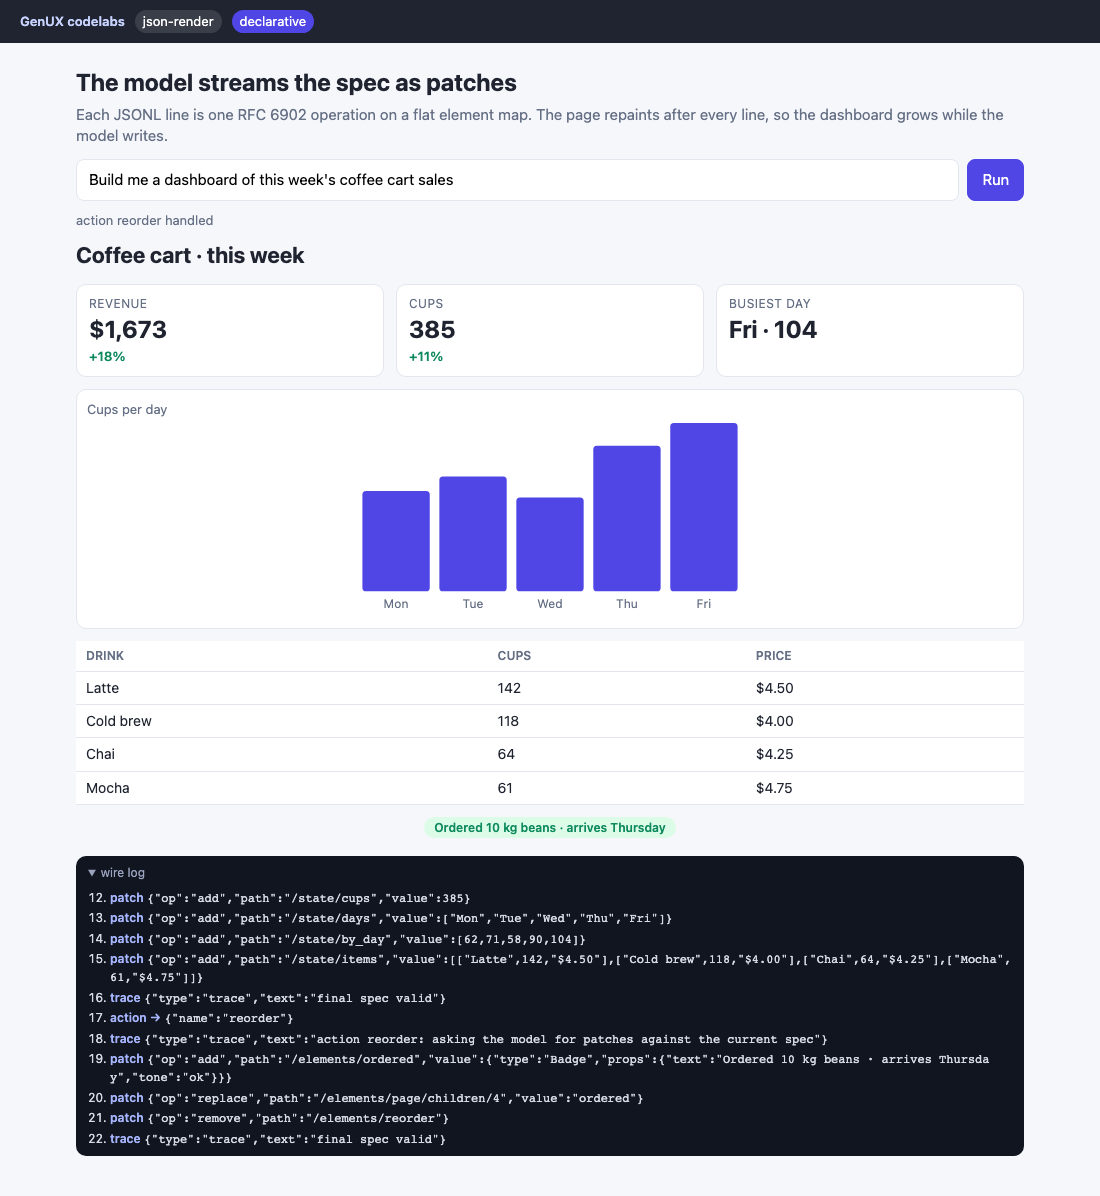 GenUX codelabs json-render declarative
The model streams the spec as patches
Each JSONL line is one RFC 6902 operation on a flat element map. The page repaints after every line, so the dashboard grows while the
model writes.
Build me a dashboard of this week's coffee cart sales Run
action reorder handled
Coffee cart · this week
REVENUE CUPS BUSIEST DAY
$1,673 385 Fri · 104
+18% +11%
Cups per day
Mon Tue Wed Thu Fri
DRINK CUPS PRICE
Latte 142 $4.50
Cold brew 118 $4.00
Chai 64 $4.25
Mocha 61 $4.75
Ordered 10 kg beans · arrives Thursday
▼ wire log
12. patch {"op":"add","path":"/state/cups","value":385}
13. patch {"op":"add","path":"/state/days","value":["Mon","Tue","Wed","Thu","Fri"]}
14. patch {"op":"add","path":"/state/by_day","value":[62,71,58,90,104]}
15. patch {"op":"add","path":"/state/items","value":[["Latte",142,"$4.50"],["Cold brew",118,"$4.00"],["Chai",64,"$4.25"],["Mocha",
61,"$4.75"]]}
16. trace {"type":"trace","text":"final spec valid"}
17. action → {"name":"reorder"}
18. trace {"type":"trace","text":"action reorder: asking the model for patches against the current spec"}
19. patch {"op":"add","path":"/elements/ordered","value":{"type":"Badge","props":{"text":"Ordered 10 kg beans · arrives Thursda
y","tone":"ok"}}}
20. patch {"op":"replace","path":"/elements/page/children/4","value":"ordered"}
21. patch {"op":"remove","path":"/elements/reorder"}
22. trace {"type":"trace","text":"final spec valid"}